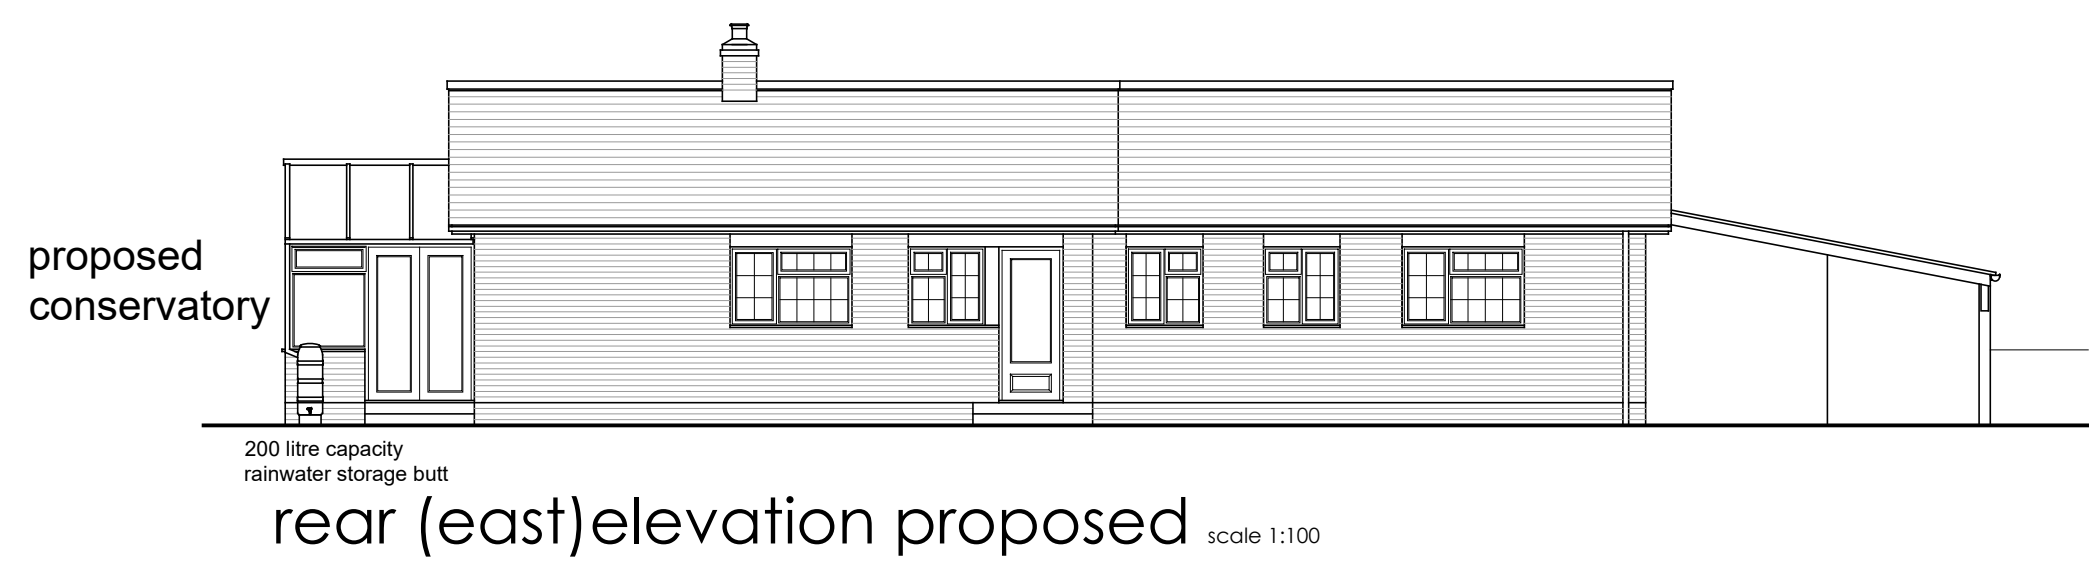 proposed
conservatory
200 litre capacity
rainwater storage butt
rear (east)elevation proposed scale 1:100